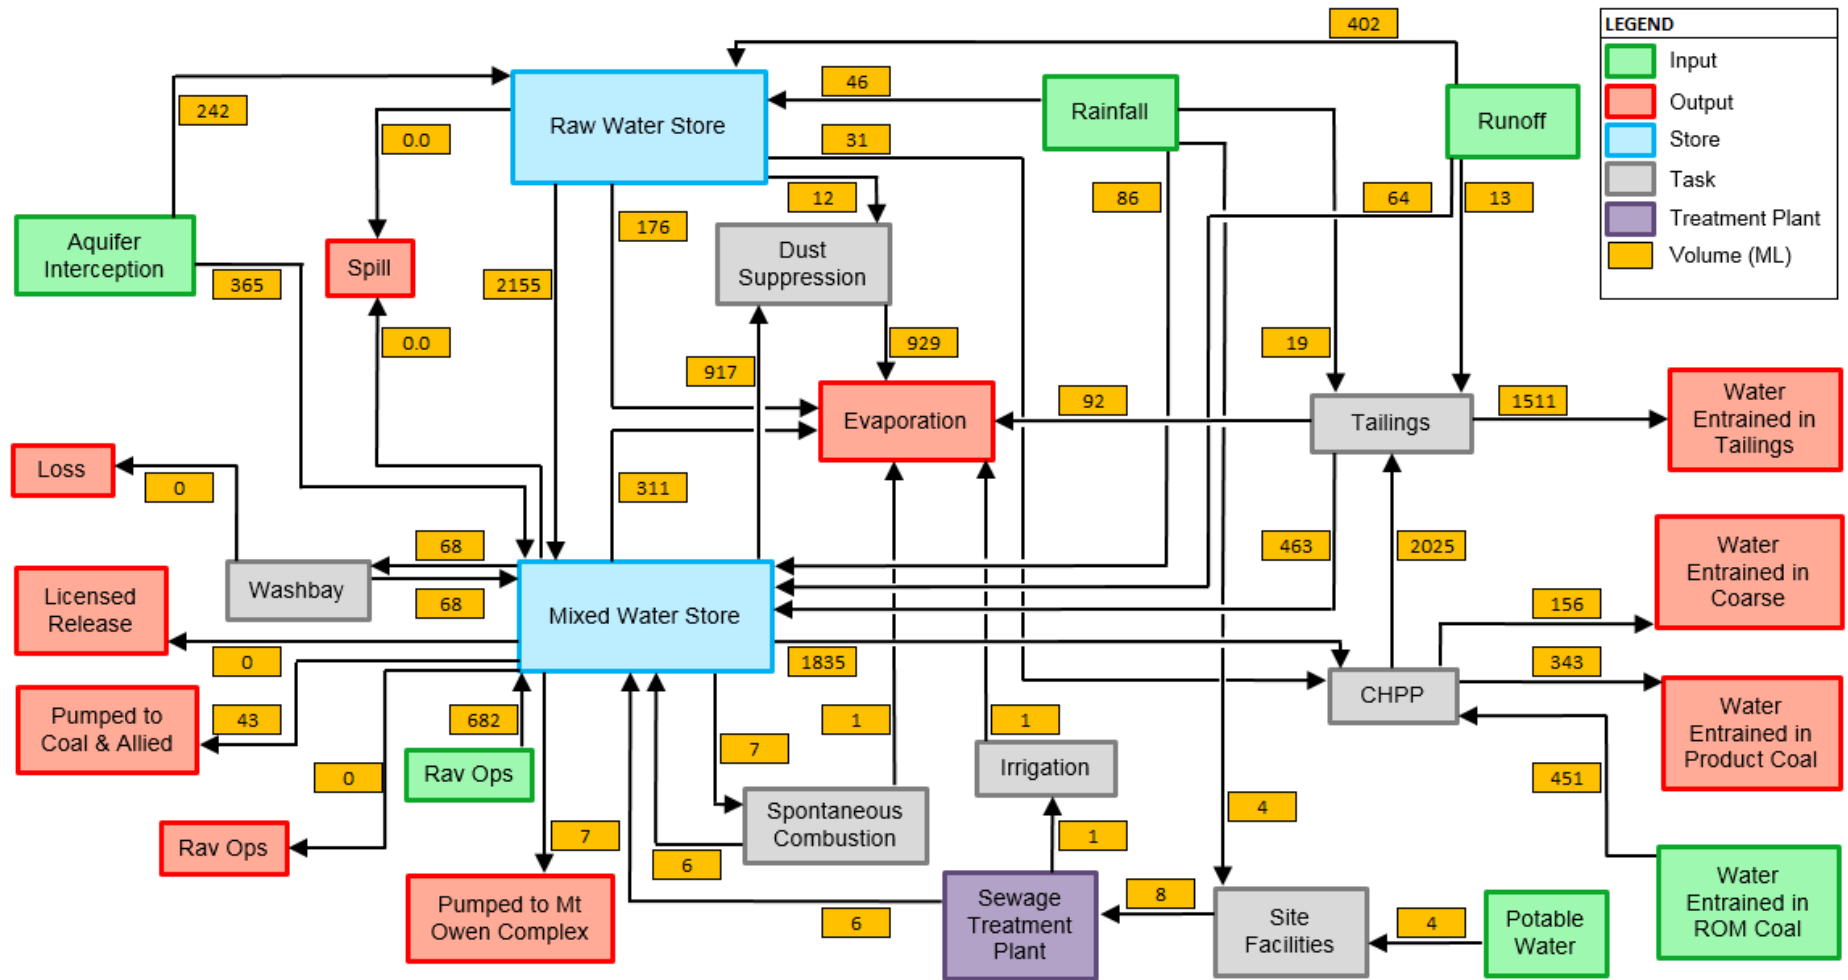 402
LEGEND
Input
Output
Store
Task
Treatment Plant
Volume (ML)
46
Rainfall
Runoff
242
Raw Water Store
0.0
31
12
86
64
13
176
Aquifer
Interception
365
Spill
2155
Dust
Suppression
0.0
929
19
917
Evaporation
92
Tailings
1511
Water
Entrained in
Tailings
Loss
0
311
68
463
2025
Water
Entrained in
Coarse
Washbay
68
Licensed
Release
Mixed Water Store
156
0
1835
343
CHPP
Pumped to
Coal & Allied
43
682
1
1
Water
Entrained in
Product Coal
7
Rav Ops
0
Irrigation
451
Spontaneous
Combustion
4
Rav Ops
7
6
1
Pumped to Mt
Owen Complex
6
Sewage
Treatment
Plant
8
Site
Facilities
4
Potable
Water
Water
Entrained in
ROM Coal